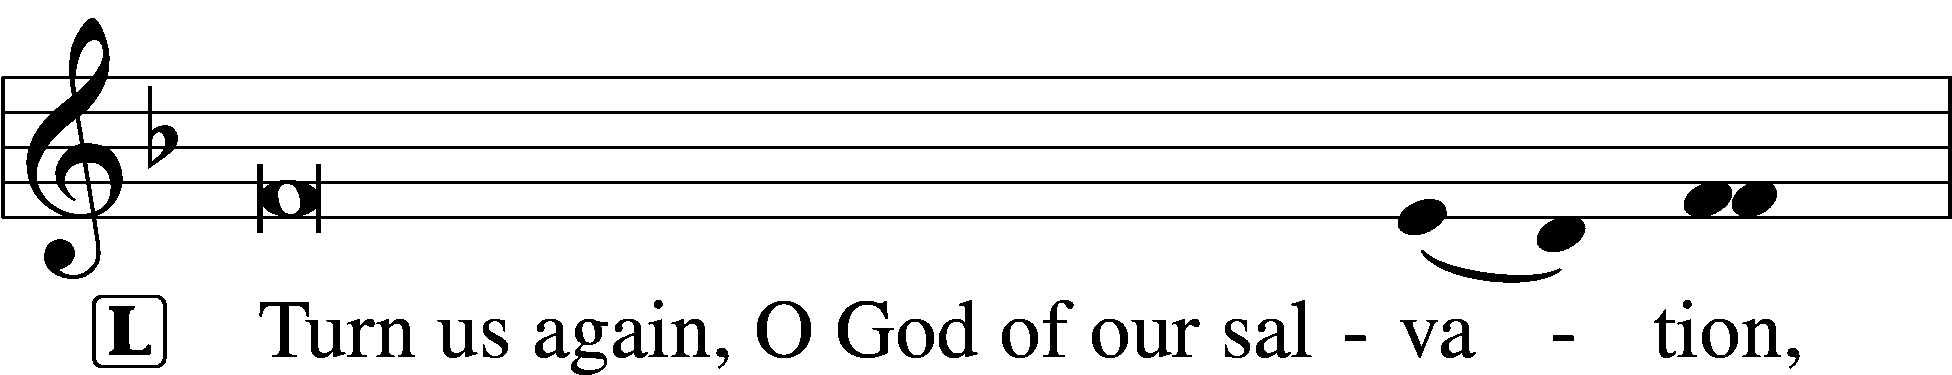 L Turn us again, O God of our sal - va - tion,